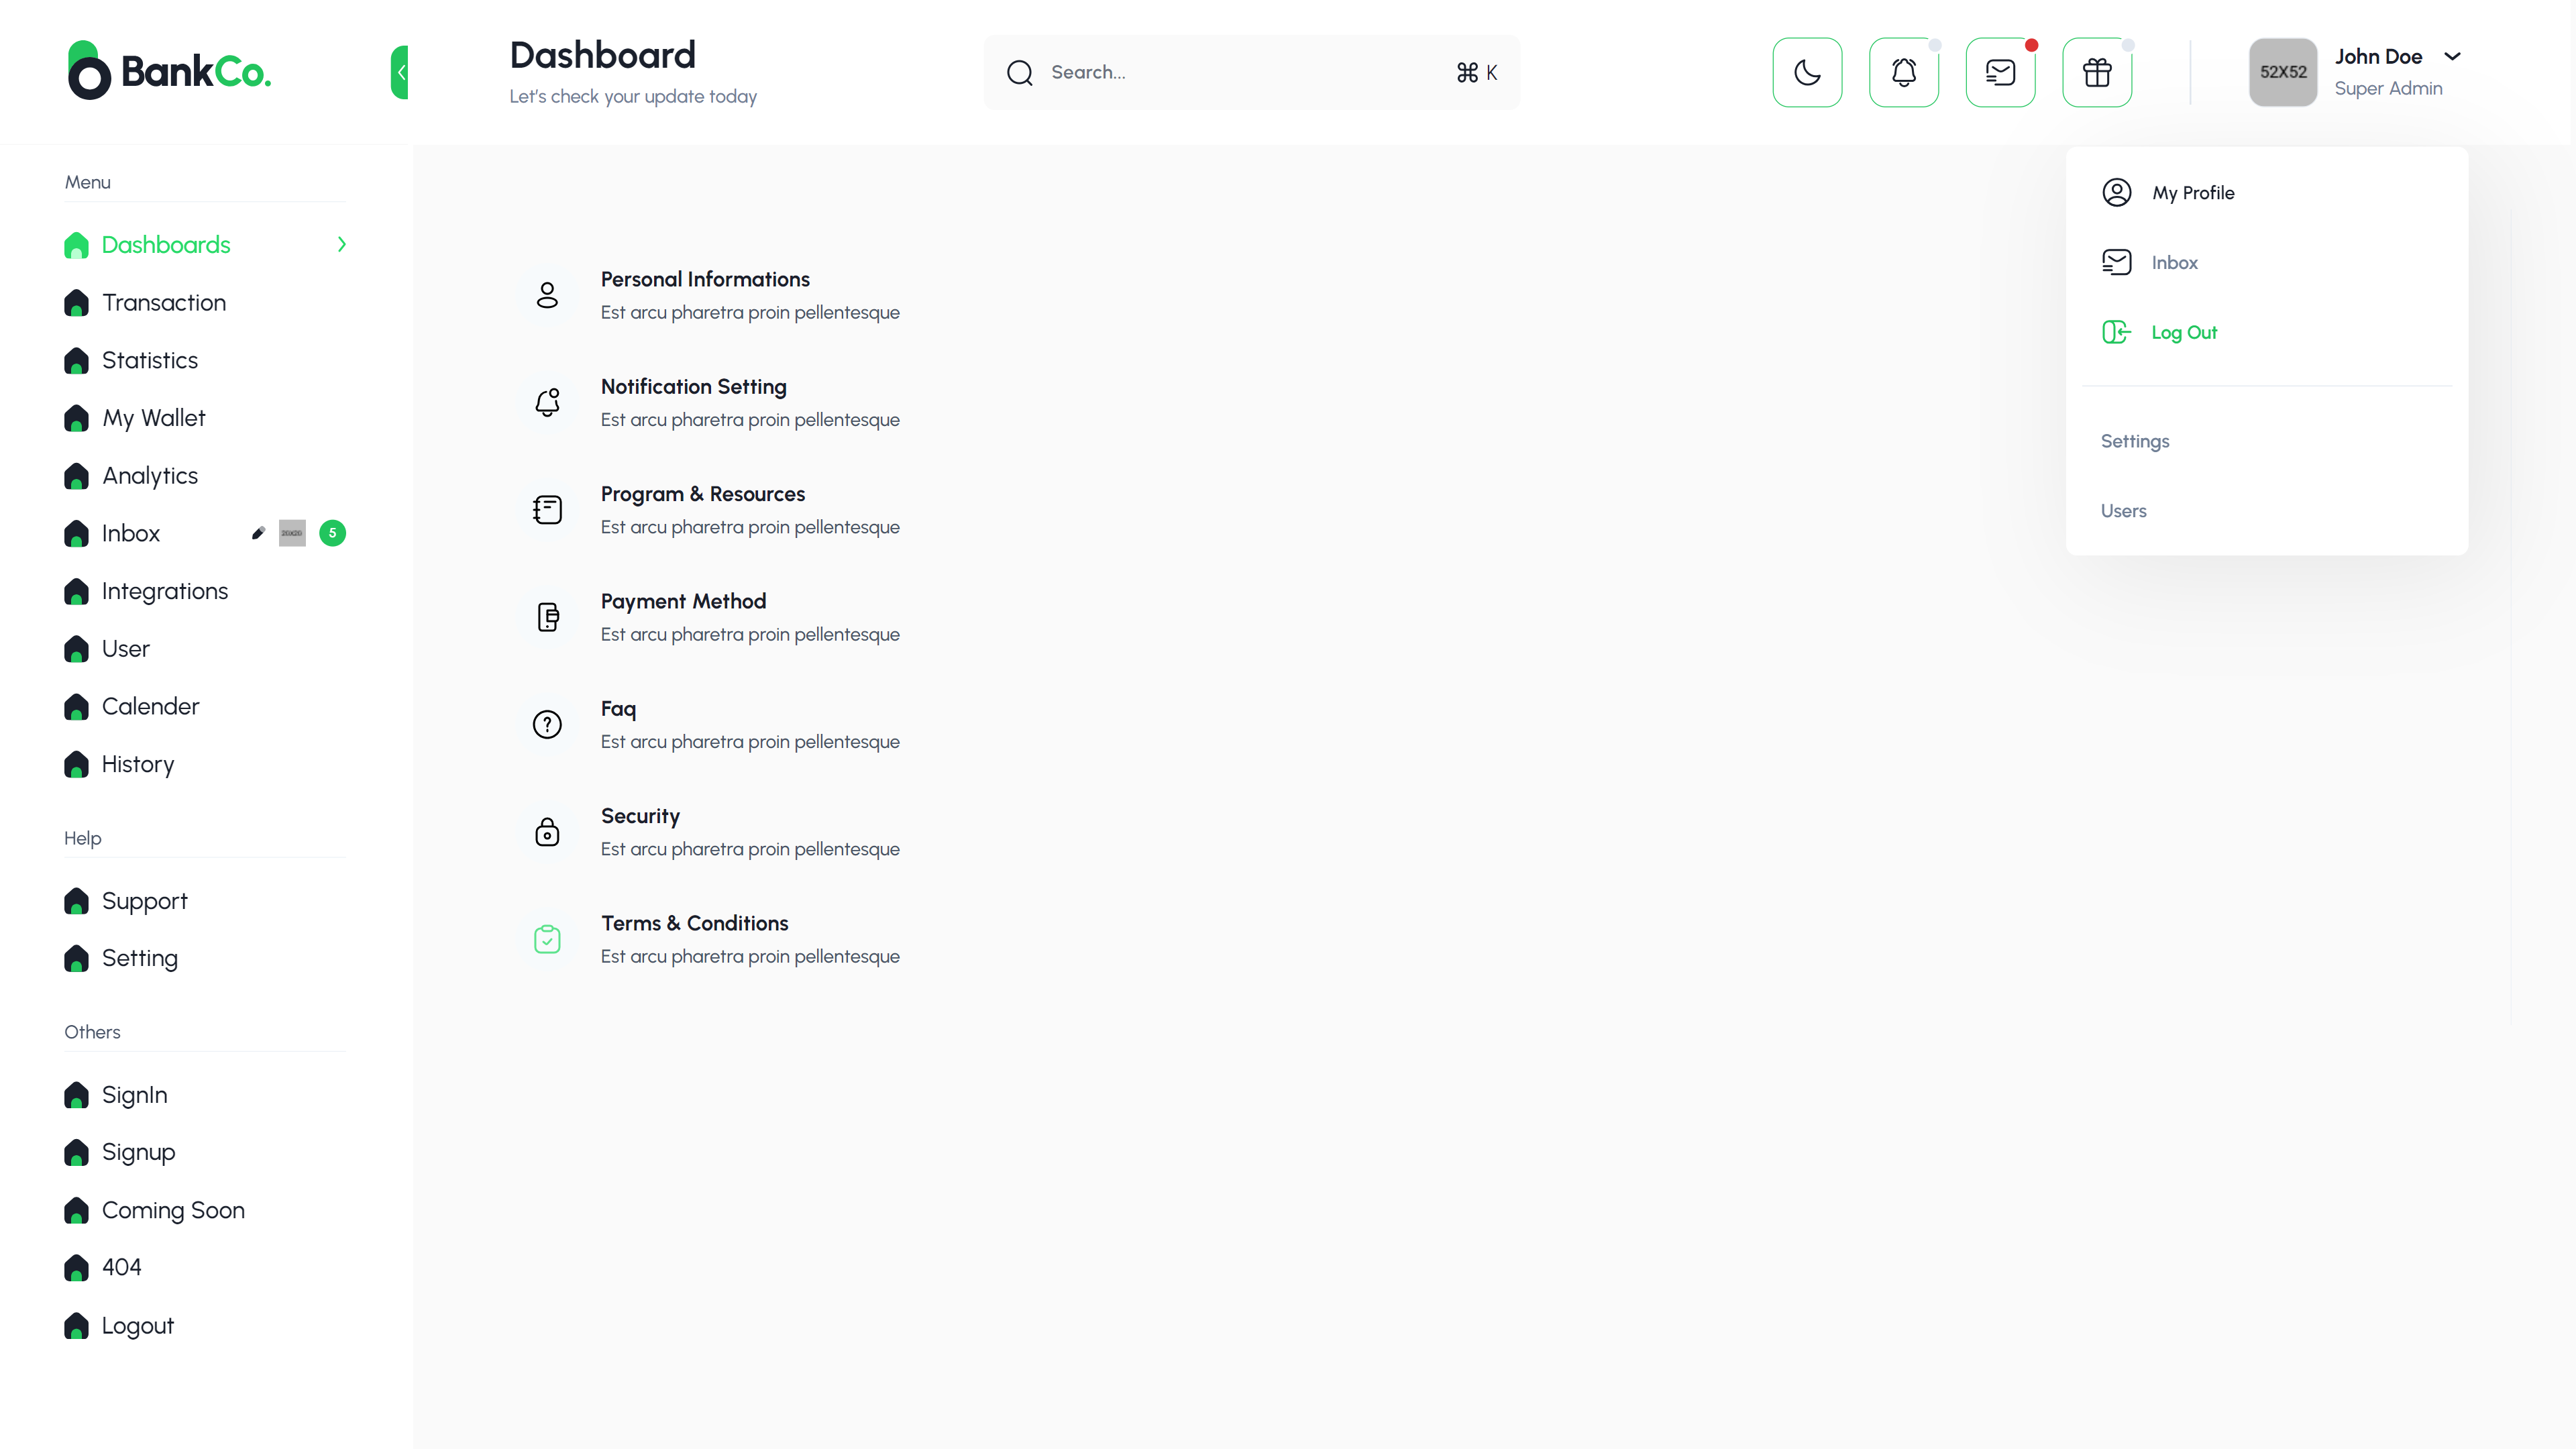 BankCo.
Dashboard
Let's check your update today
Search...
⌘ K
52X52
John Doe
Super Admin
Menu
Dashboards
Transaction
Statistics
My Wallet
Analytics
Inbox
5
Integrations
User
Calender
History
Help
Support
Setting
Others
SignIn
Signup
Coming Soon
404
Logout
Personal Informations
Est arcu pharetra proin pellentesque
Notification Setting
Est arcu pharetra proin pellentesque
Program & Resources
Est arcu pharetra proin pellentesque
Payment Method
Est arcu pharetra proin pellentesque
Faq
Est arcu pharetra proin pellentesque
Security
Est arcu pharetra proin pellentesque
Terms & Conditions
Est arcu pharetra proin pellentesque
My Profile
Inbox
Log Out
Settings
Users